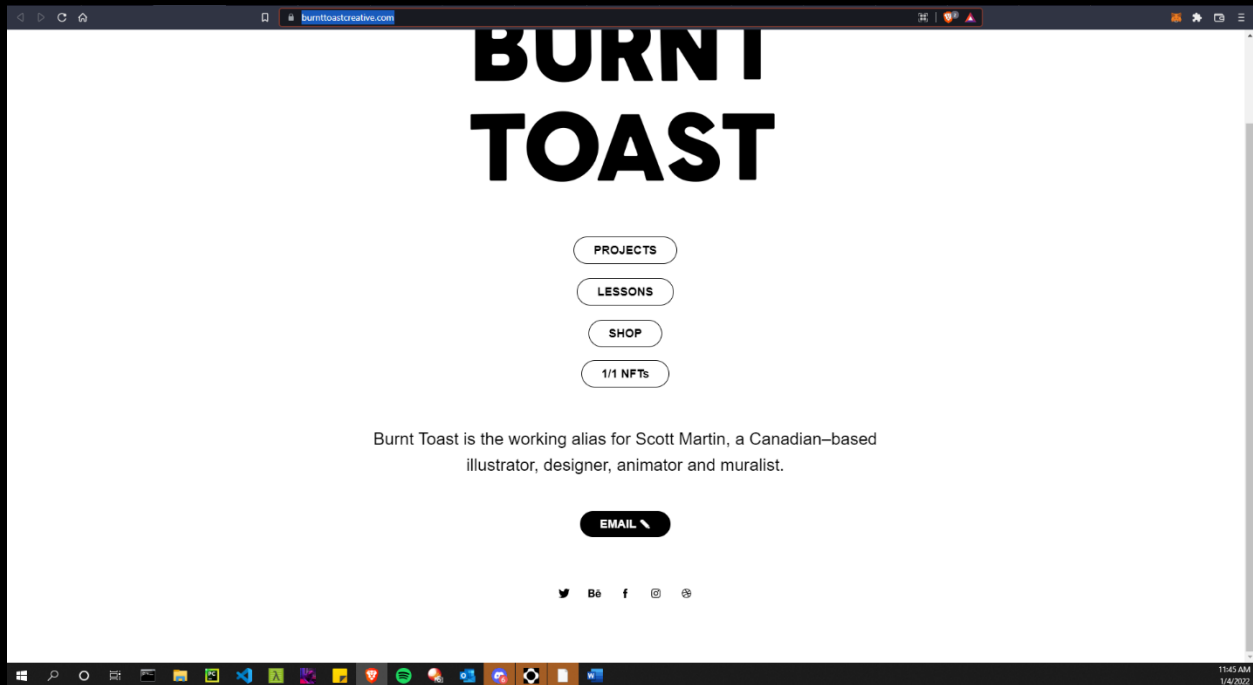 burnttoastcreative.com
BURNT
TOAST
PROJECTS
LESSONS
SHOP
1/1 NFTs
Burnt Toast is the working alias for Scott Martin, a Canadian–based
illustrator, designer, animator and muralist.
EMAIL
Bē
11:45 AM
1/4/2022